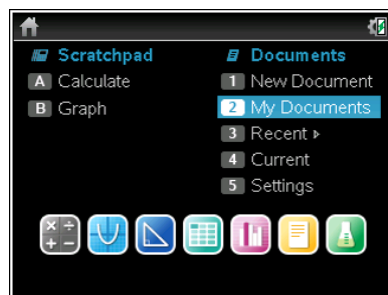 Scratchpad
A Calculate
B Graph
Documents
1 New Document
2 My Documents
3 Recent ▸
4 Current
5 Settings